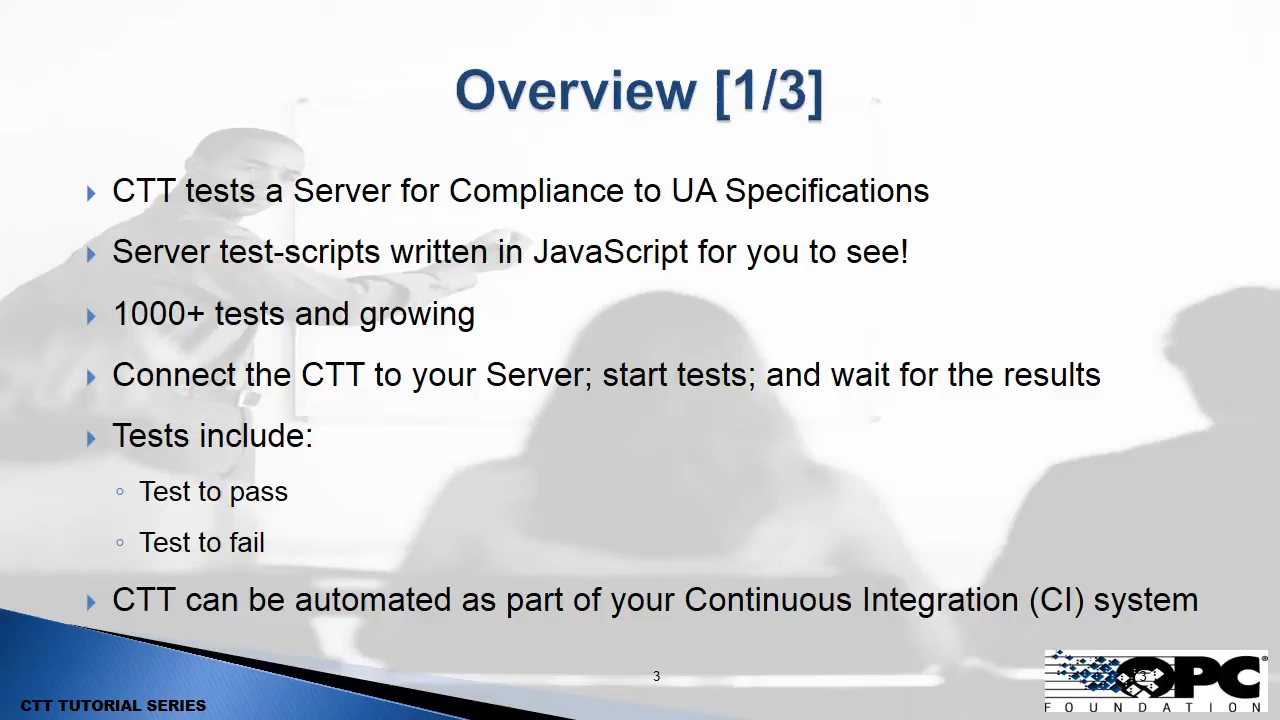 Overview [1/3]
CTT tests a Server for Compliance to UA Specifications
Server test-scripts written in JavaScript for you to see!
1000+ tests and growing
Connect the CTT to your Server; start tests; and wait for the results
Tests include:
Test to pass
Test to fail
CTT can be automated as part of your Continuous Integration (CI) system
3
3
OPC®
FOUNDATION
CTT TUTORIAL SERIES